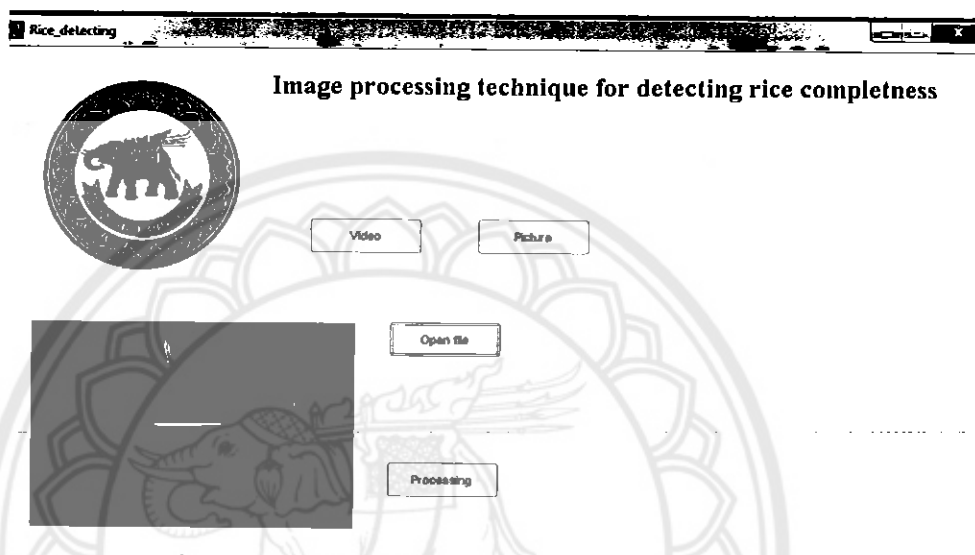 Rice_detecting
Image processing technique for detecting rice completness
Video
Picture
Open file
Processing